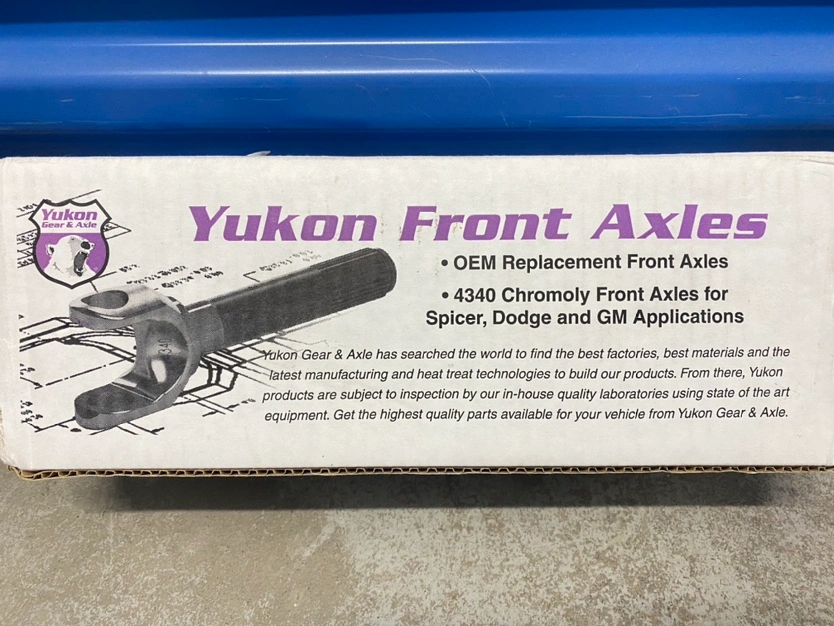 Yukon
Gear & Axle
Yukon Front Axles
• OEM Replacement Front Axles
• 4340 Chromoly Front Axles for
Spicer, Dodge and GM Applications
Yukon Gear & Axle has searched the world to find the best factories, best materials and the
latest manufacturing and heat treat technologies to build our products. From there, Yukon
products are subject to inspection by our in-house quality laboratories using state of the art
equipment. Get the highest quality parts available for your vehicle from Yukon Gear & Axle.